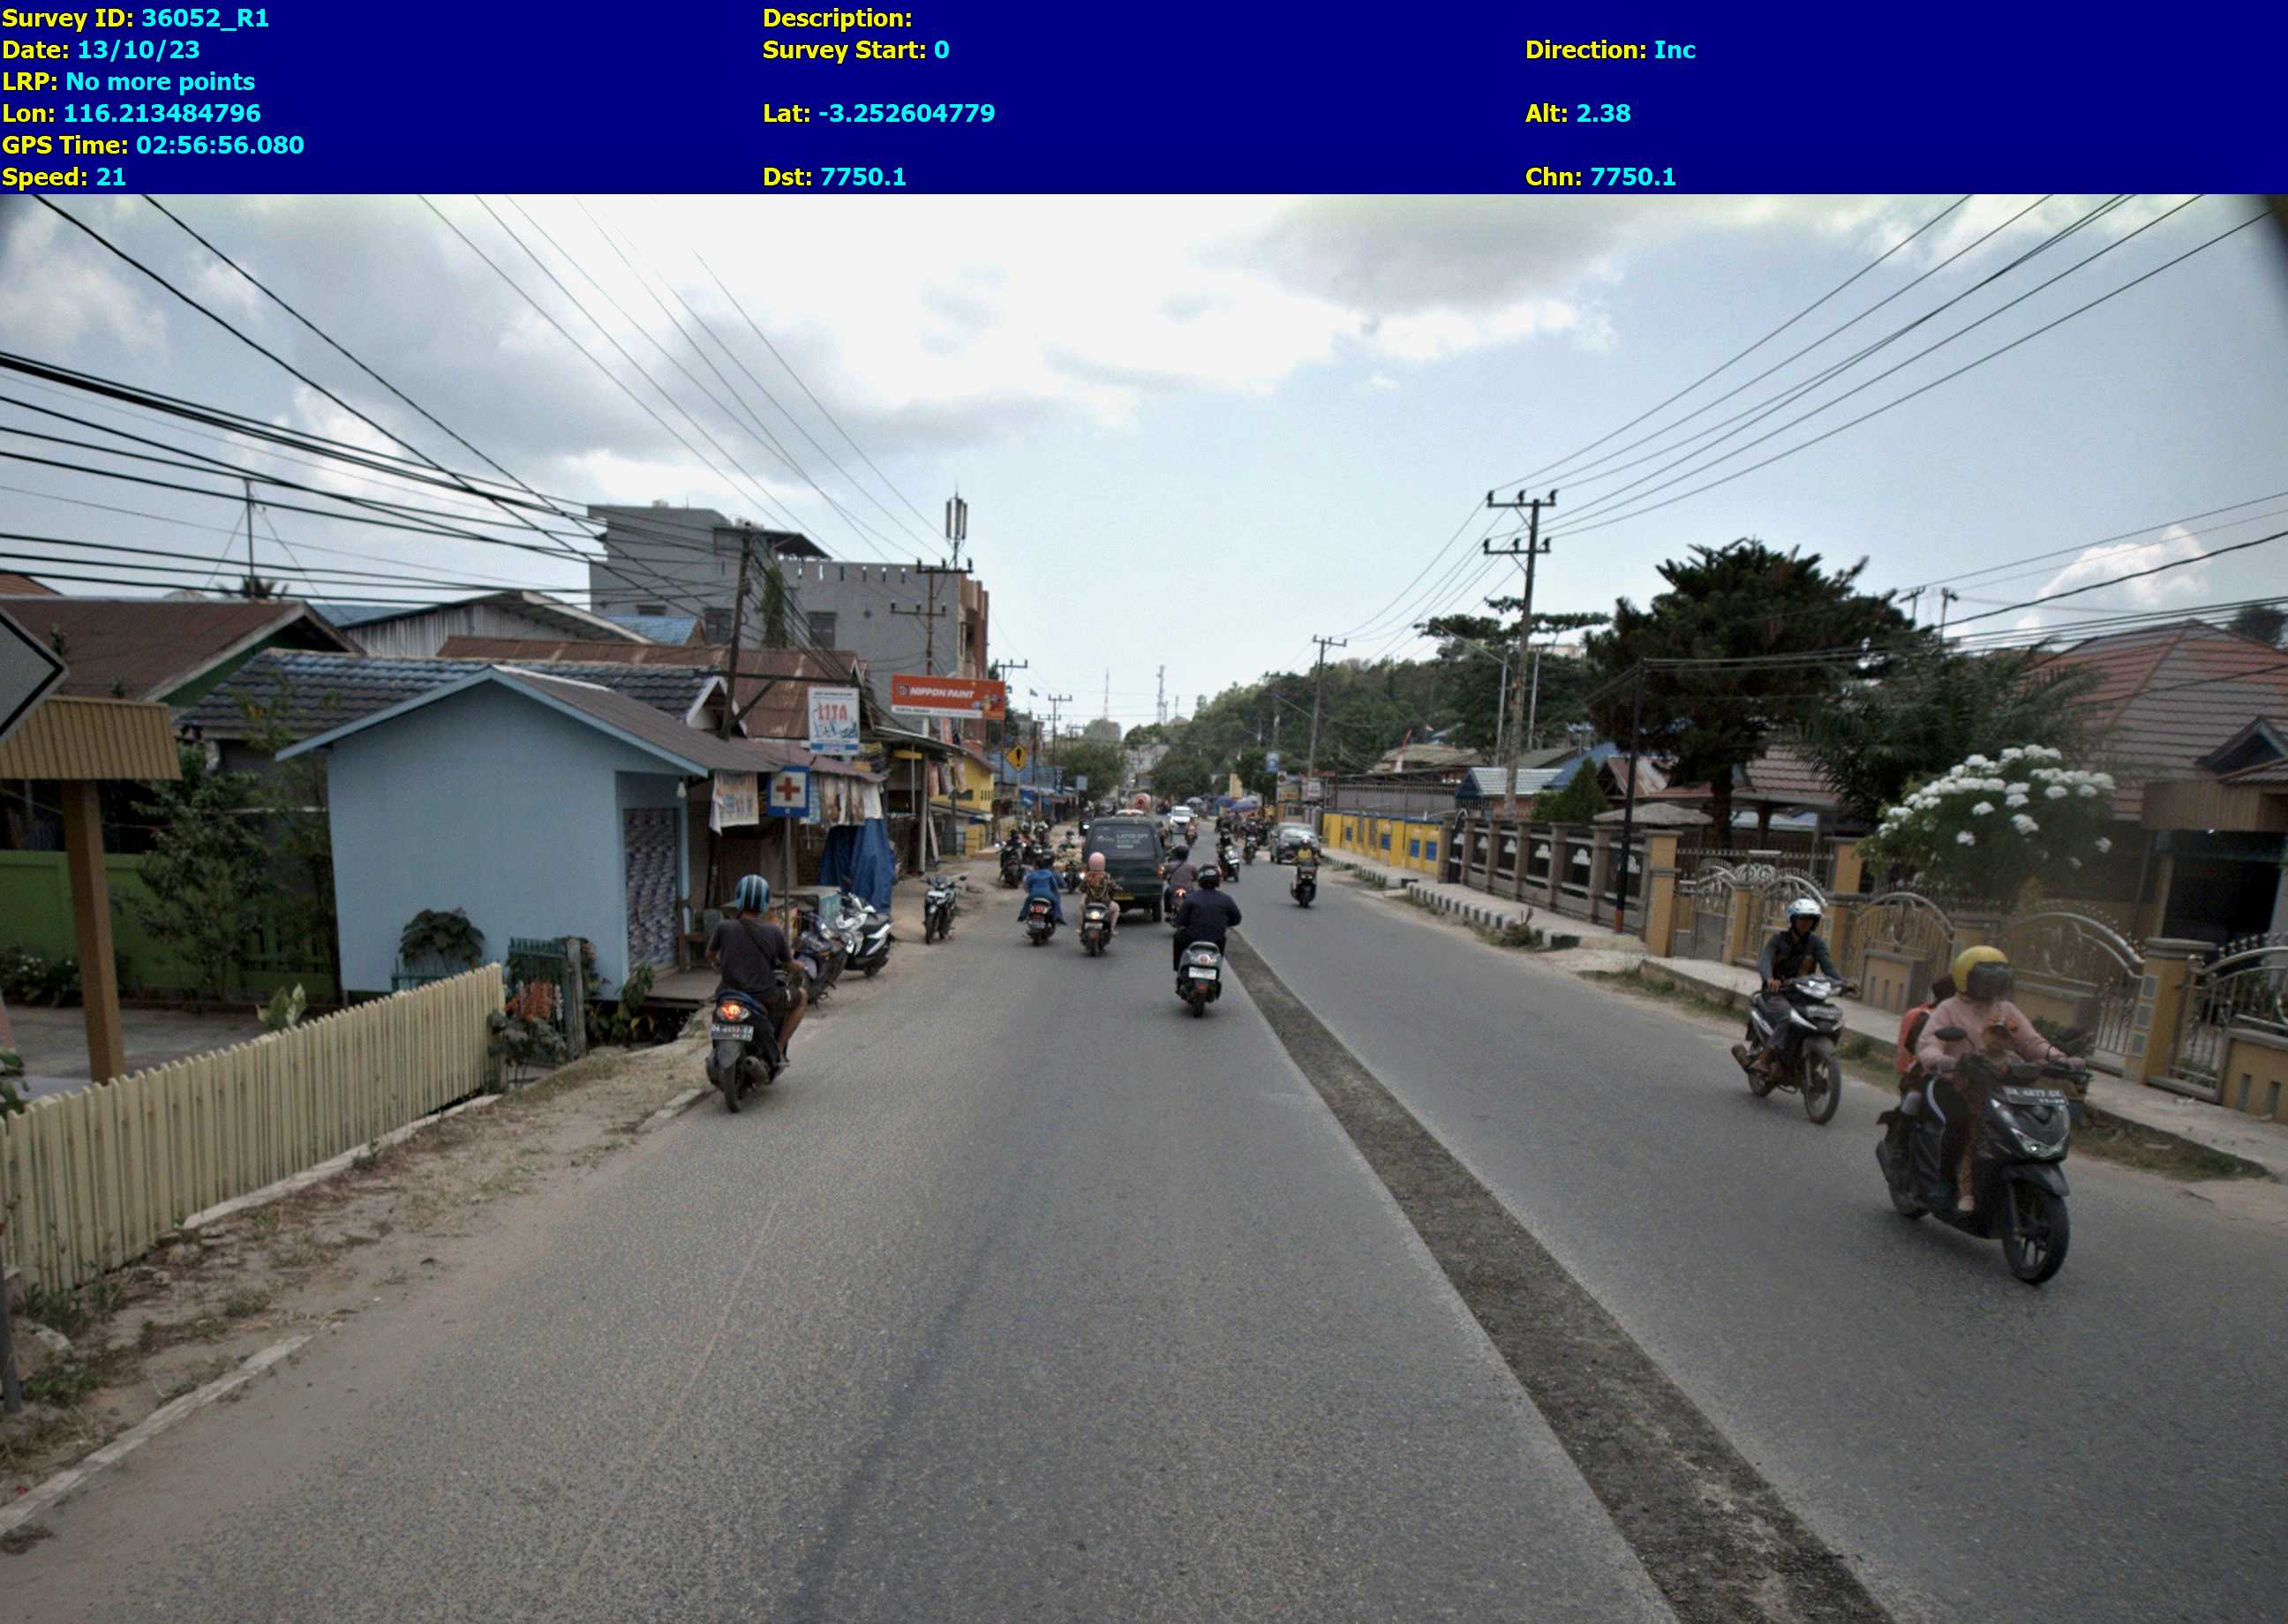 Survey ID: 36052_R1
Description:
Date: 13/10/23
Survey Start: 0
Direction: Inc
LRP: No more points
Lon: 116.213484796
Lat: -3.252604779
Alt: 2.38
GPS Time: 02:56:56.080
Speed: 21
Dst: 7750.1
Chn: 7750.1
NIPPON PAINT
LITA